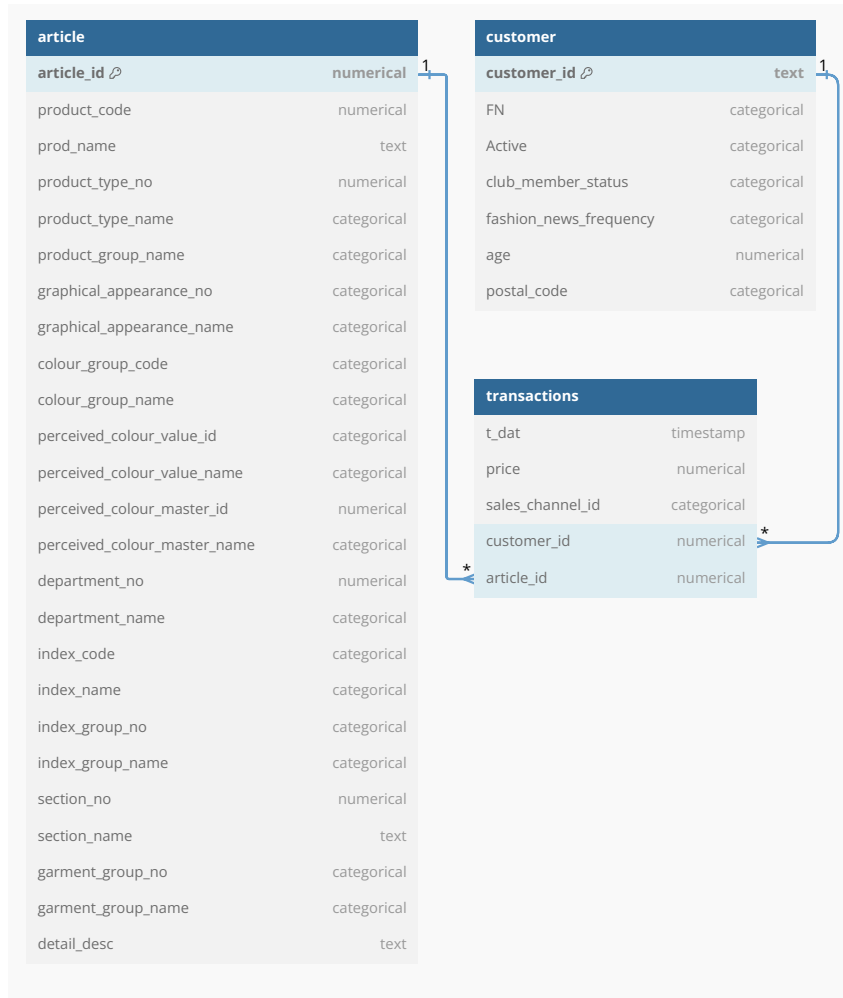 article
article_id numerical
product_code numerical
prod_name text
product_type_no numerical
product_type_name categorical
product_group_name categorical
graphical_appearance_no categorical
graphical_appearance_name categorical
colour_group_code categorical
colour_group_name categorical
perceived_colour_value_id categorical
perceived_colour_value_name categorical
perceived_colour_master_id numerical
perceived_colour_master_name categorical
department_no numerical
department_name categorical
index_code categorical
index_name categorical
index_group_no categorical
index_group_name categorical
section_no numerical
section_name text
garment_group_no categorical
garment_group_name categorical
detail_desc text
1
*
customer
customer_id text
FN categorical
Active categorical
club_member_status categorical
fashion_news_frequency categorical
age numerical
postal_code categorical
1
*
transactions
t_dat timestamp
price numerical
sales_channel_id categorical
customer_id numerical
article_id numerical